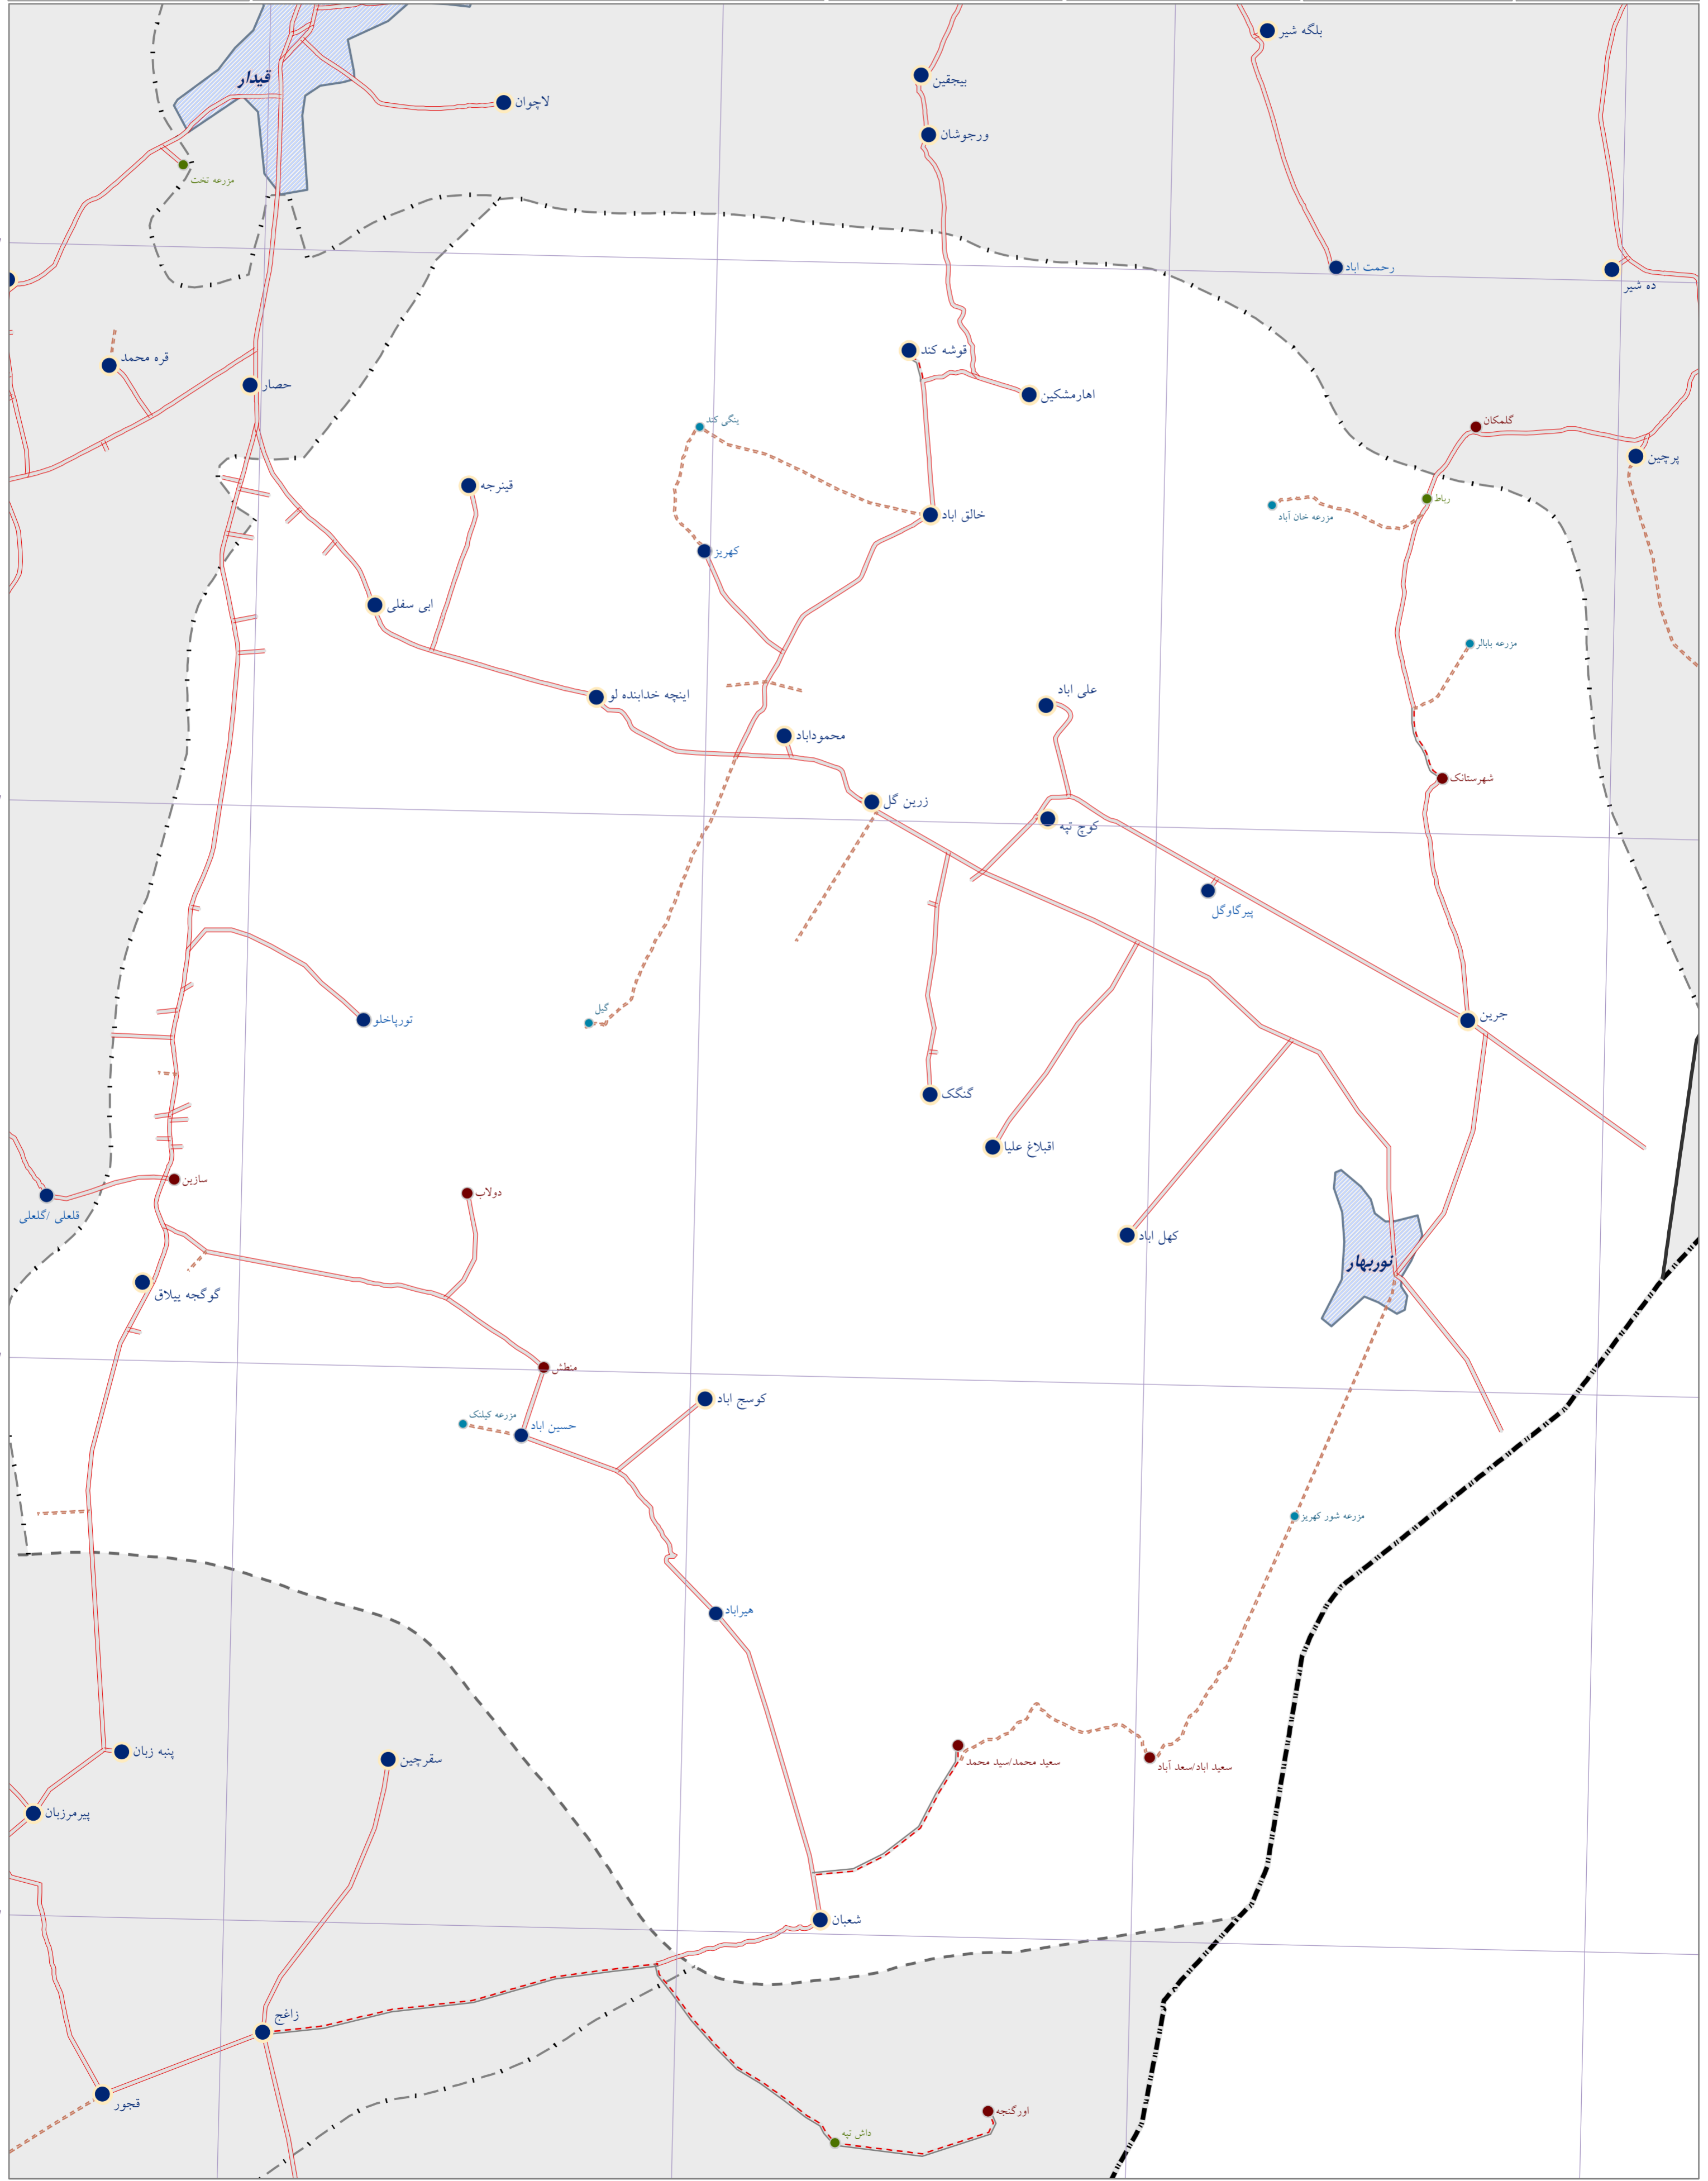 بلگه شیر
قیدار
بیجقین
لاچوان
ورجوشان
مزرعه تخت
رحمت اباد
ده شیر
قوشه کند
قره محمد
حصار
اهارمشکین
ینگی کند
گلمکان
پرچین
قینرجه
رباط
خالق اباد
مزرعه خان آباد
کهریز
ابی سفلی
مزرعه بابالر
علی اباد
اینچه خدابنده لو
محموداباد
شهرستانک
زرین گل
کوچ تپه
پیرگاوگل
گیل
تورپاخلو
جرین
گنگک
اقبلاغ علیا
سازین
دولاب
قلعلی /گلعلی
کهل اباد
نوربهار
گوگجه ییلاق
منطش
کوسج اباد
مزرعه کیلنک
حسین اباد
مزرعه شور کهریز
هیراباد
پنبه زبان
سقرچین
سعید محمد/سید محمد
سعید اباد/سعد آباد
پیرمرزبان
شعبان
زاغج
قجور
اورگنجه
داش تپه